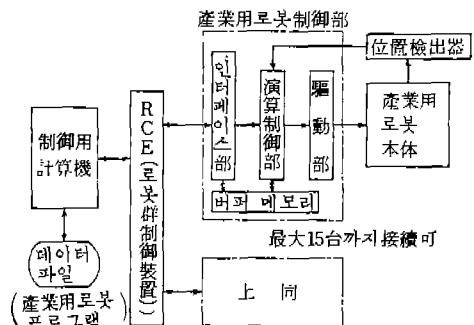 産業用로봇制御部
位置検出器
인터페이스部
演算制御部
駆動部
産業用
로봇
本体
버퍼 메모리
制御用
計算機
RCE(로봇群制御装置())
데이터
파일
(産業用로봇
프로그램)
最大15台까지接続可
上同